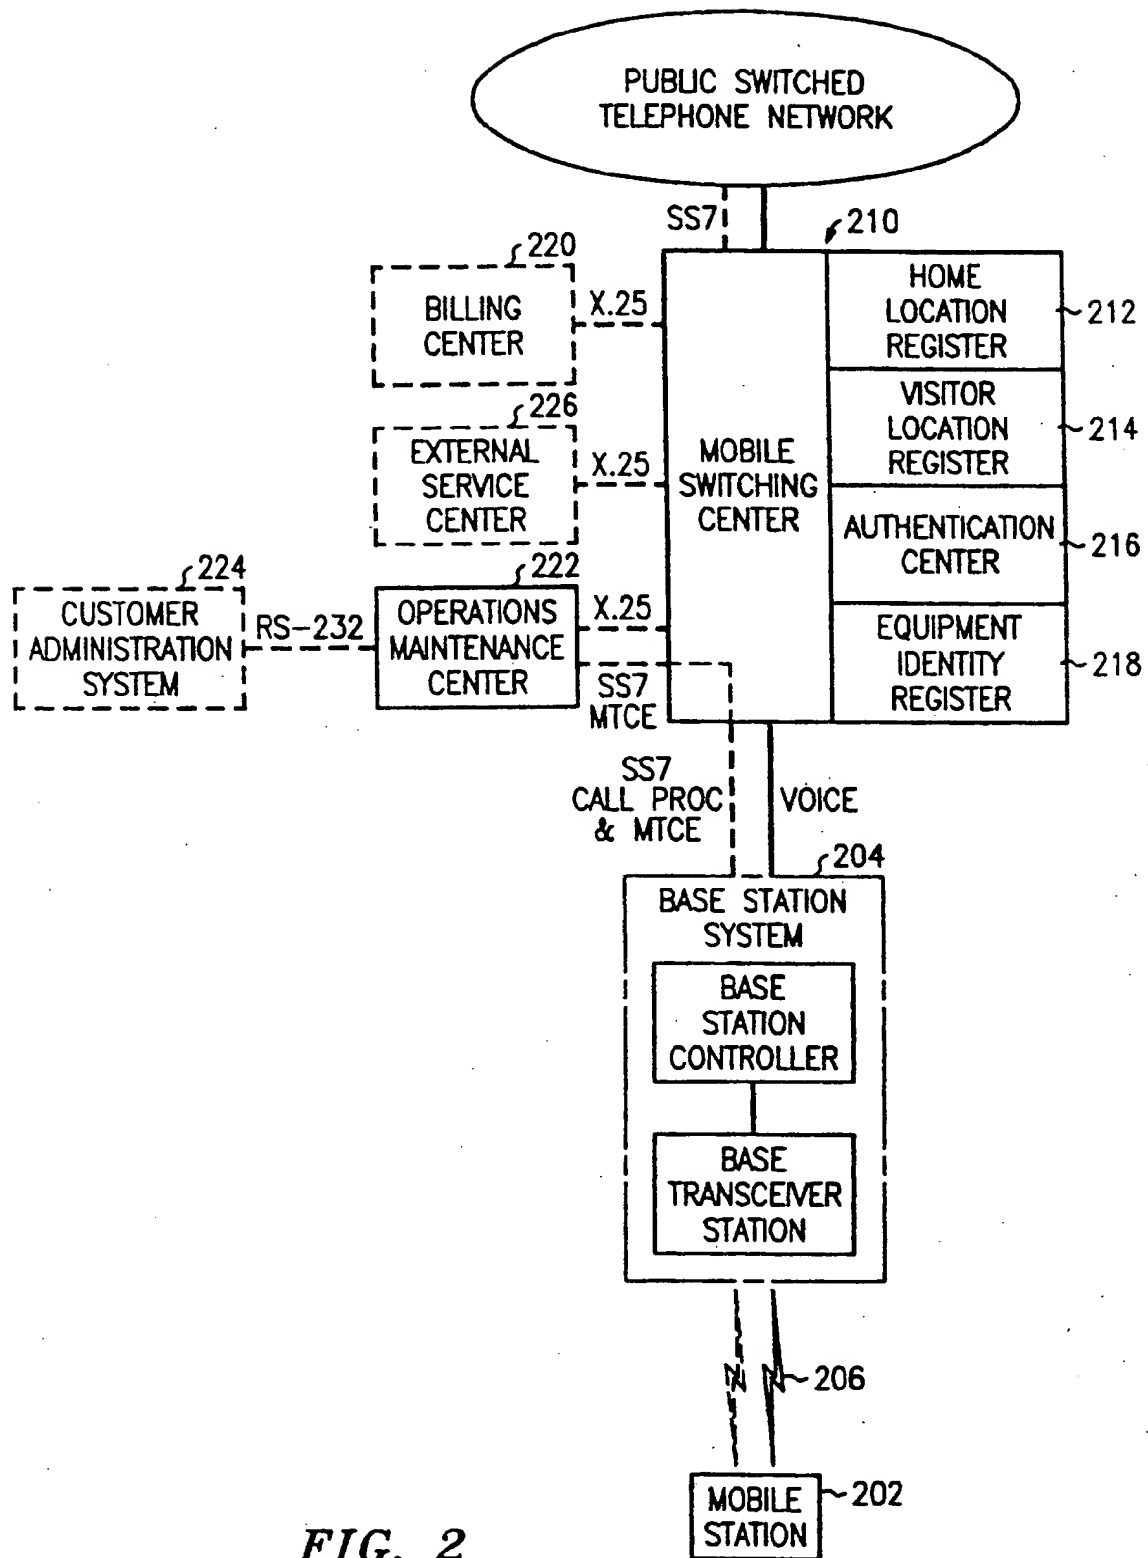 PUBLIC SWITCHED
TELEPHONE NETWORK
SS7
210
220
BILLING
CENTER
X.25
HOME
LOCATION
REGISTER
212
226
EXTERNAL
SERVICE
CENTER
X.25
MOBILE
SWITCHING
CENTER
VISITOR
LOCATION
REGISTER
214
AUTHENTICATION
CENTER
216
224
CUSTOMER
ADMINISTRATION
SYSTEM
RS-232
222
OPERATIONS
MAINTENANCE
CENTER
X.25
SS7
MTCE
EQUIPMENT
IDENTITY
REGISTER
218
SS7
CALL PROC
& MTCE
VOICE
204
BASE STATION
SYSTEM
BASE
STATION
CONTROLLER
BASE
TRANSCEIVER
STATION
206
MOBILE
STATION
202
FIG. 2